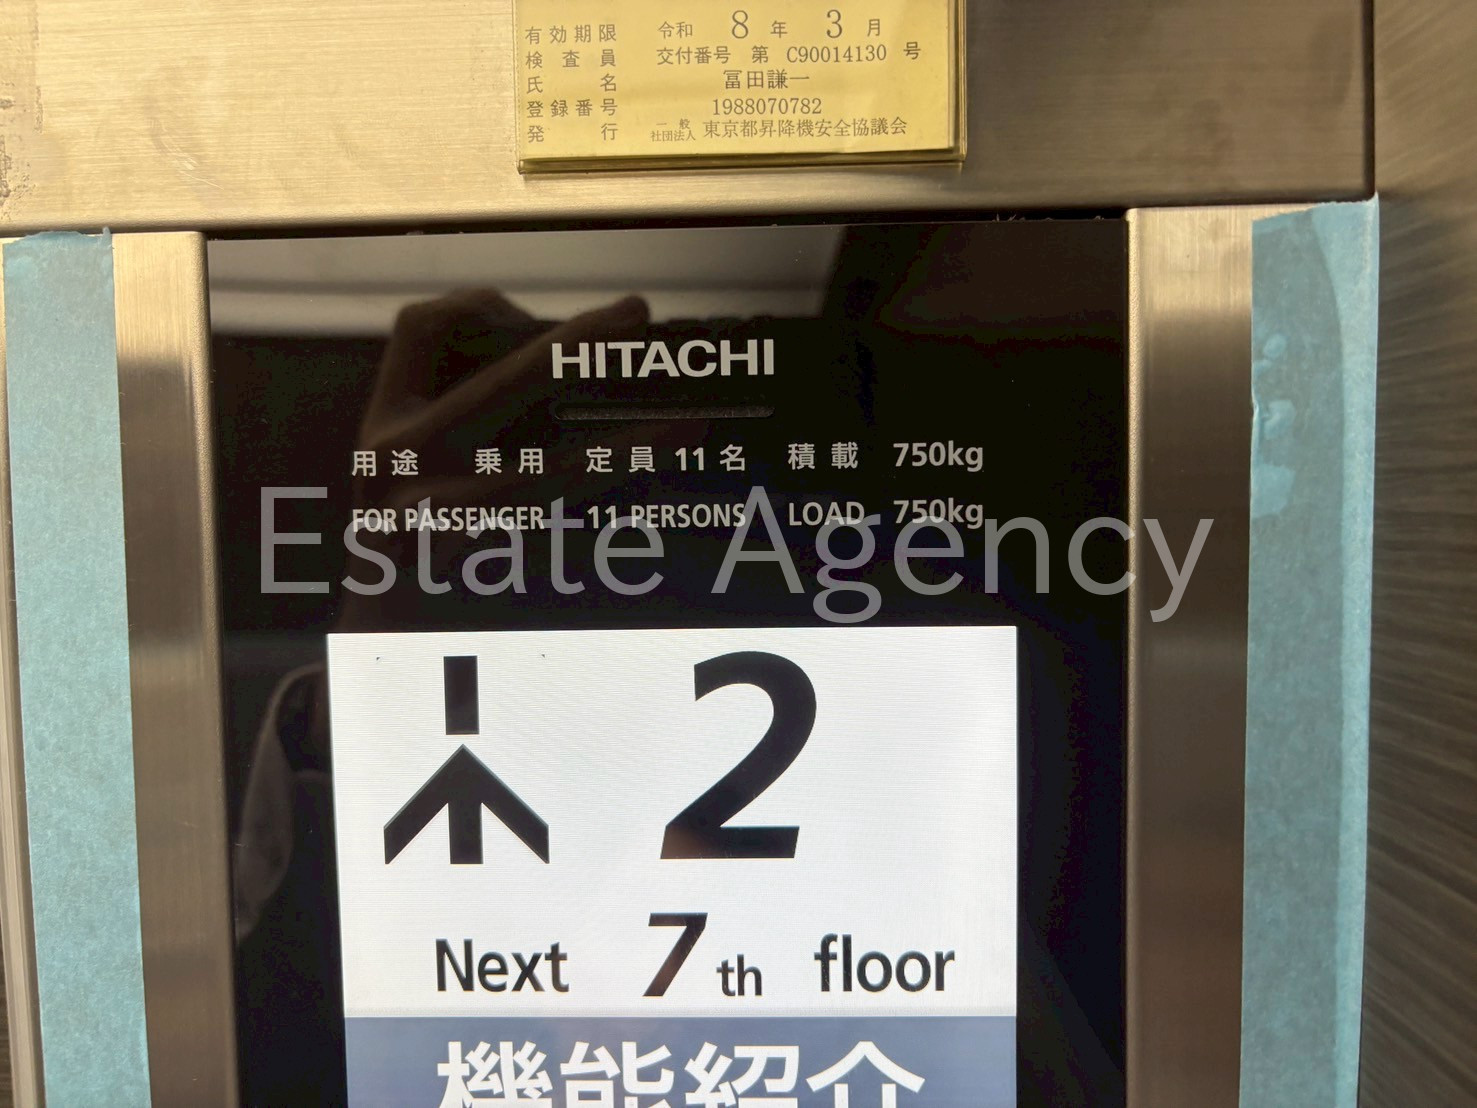 有効期限 令和 8 年 3 月
検査員 交付番号 第 C90014130 号
氏名 冨田謙一
登録番号 1988070782
発行 一般社団法人 東京都昇降機安全協議会
HITACHI
用途 乗用 定員 11 名 積載 750kg
FOR PASSENGER 11 PERSONS LOAD 750kg
Estate Agency
2
Next 7th floor
機能紹介